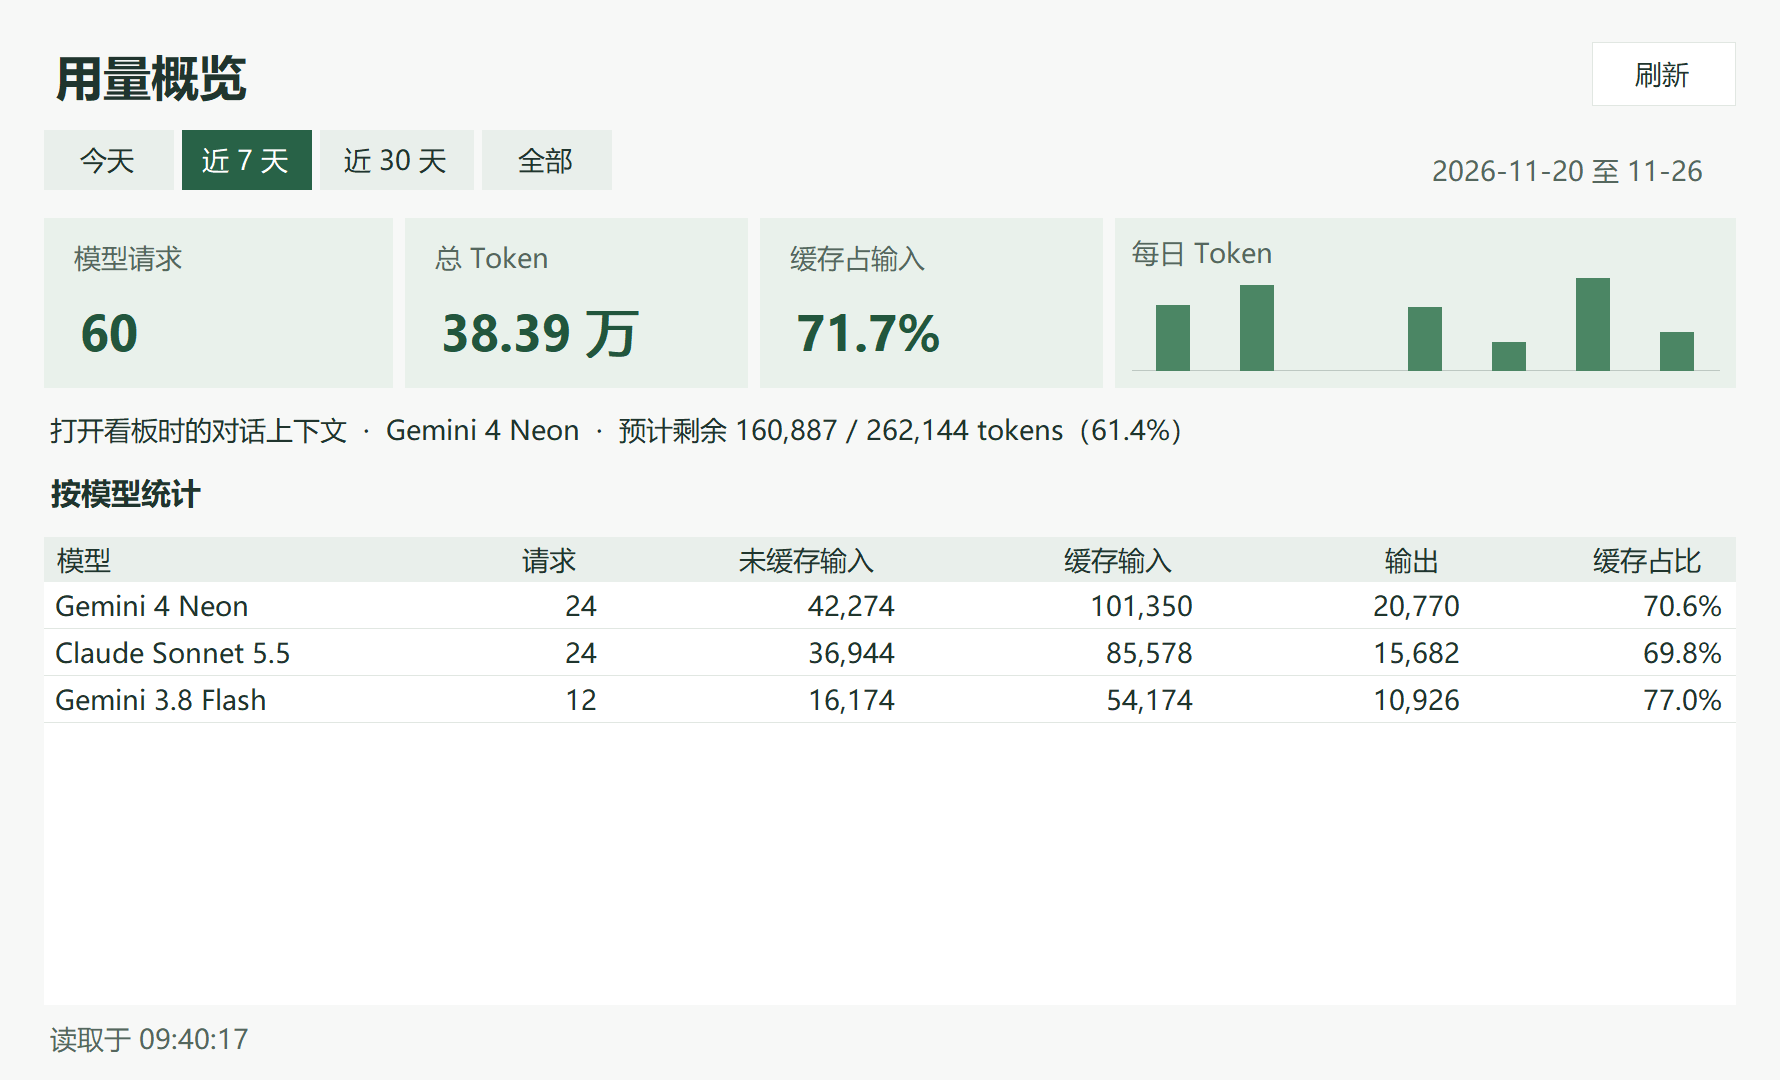 用量概览
刷新
今天 近 7 天 近 30 天 全部
2026-11-20 至 11-26
模型请求
60
总 Token
38.39 万
缓存占输入
71.7%
每日 Token
打开看板时的对话上下文 · Gemini 4 Neon · 预计剩余 160,887 / 262,144 tokens（61.4%）
按模型统计
模型 请求 未缓存输入 缓存输入 输出 缓存占比
Gemini 4 Neon 24 42,274 101,350 20,770 70.6%
Claude Sonnet 5.5 24 36,944 85,578 15,682 69.8%
Gemini 3.8 Flash 12 16,174 54,174 10,926 77.0%
读取于 09:40:17